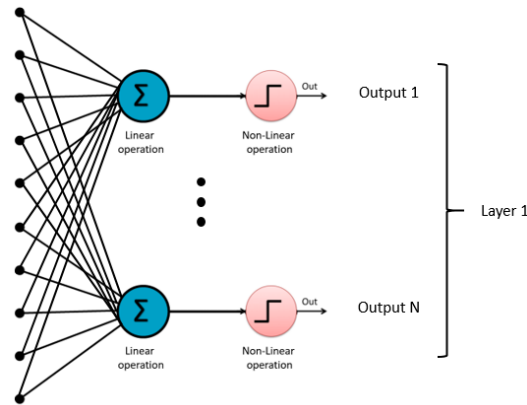 Σ
Out
Output 1
Linear
operation
Non-Linear
operation
Layer 1
Σ
Out
Output N
Linear
operation
Non-Linear
operation